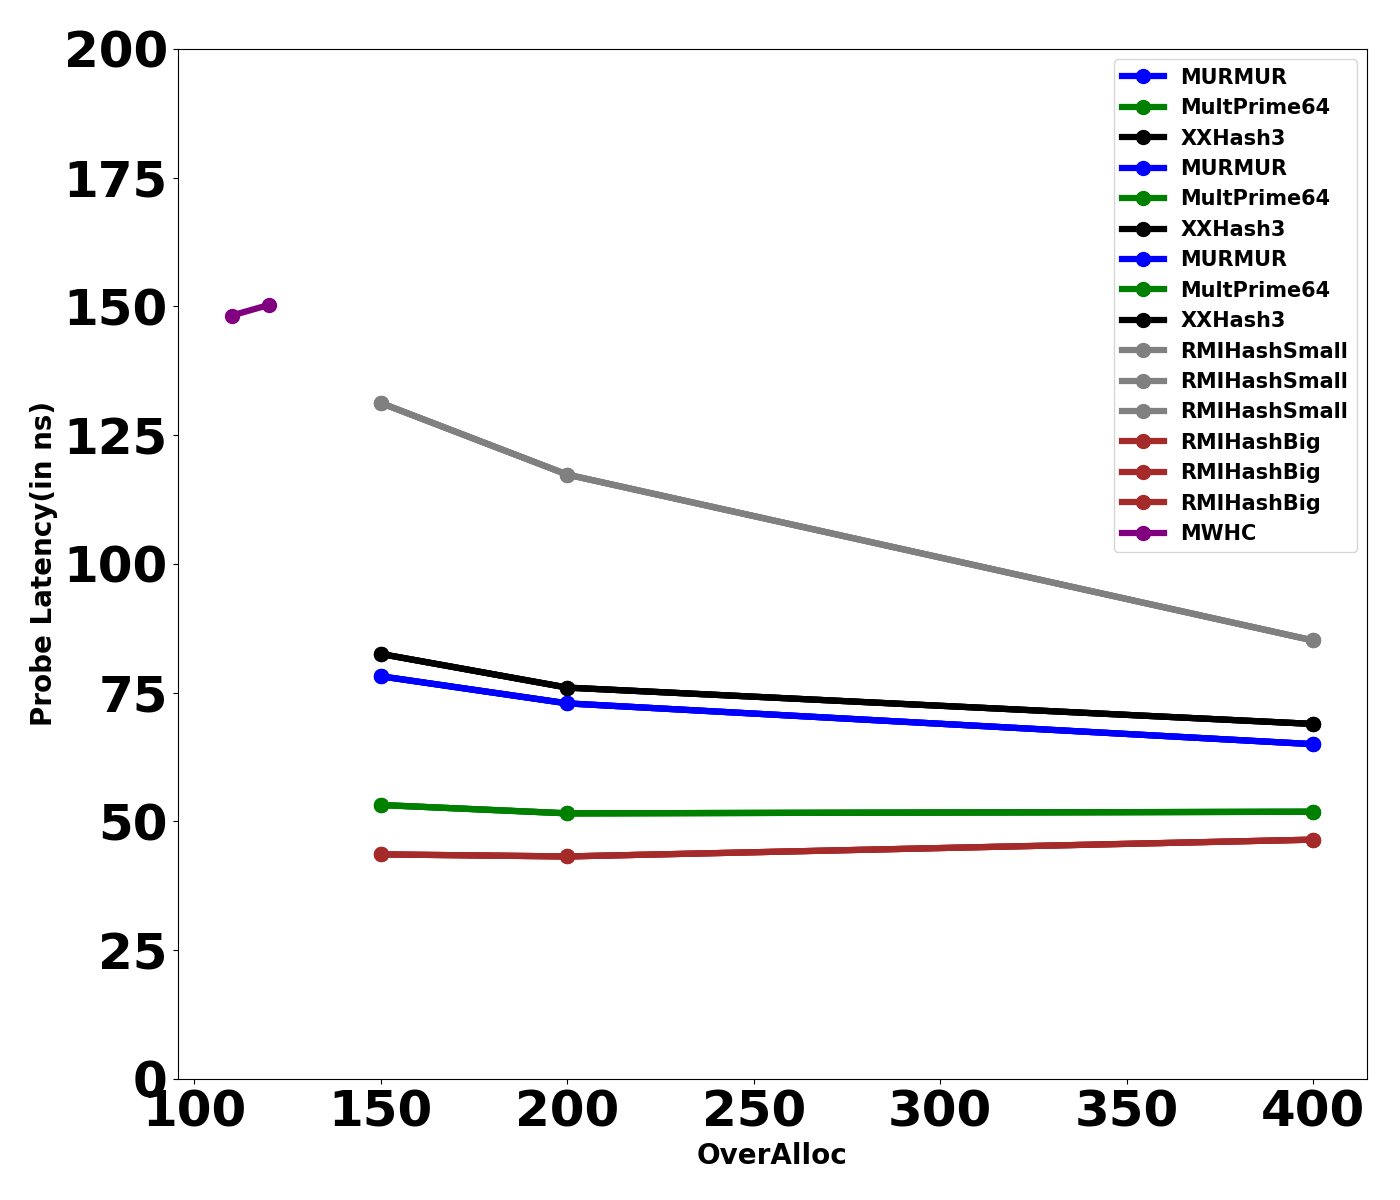 200
175
150
125
100
75
50
25
0
Probe Latency(in ns)
MURMUR
MultPrime64
XXHash3
MURMUR
MultPrime64
XXHash3
MURMUR
MultPrime64
XXHash3
RMIHashSmall
RMIHashSmall
RMIHashSmall
RMIHashBig
RMIHashBig
RMIHashBig
MWHC
100 150 200 250 300 350 400
OverAlloc